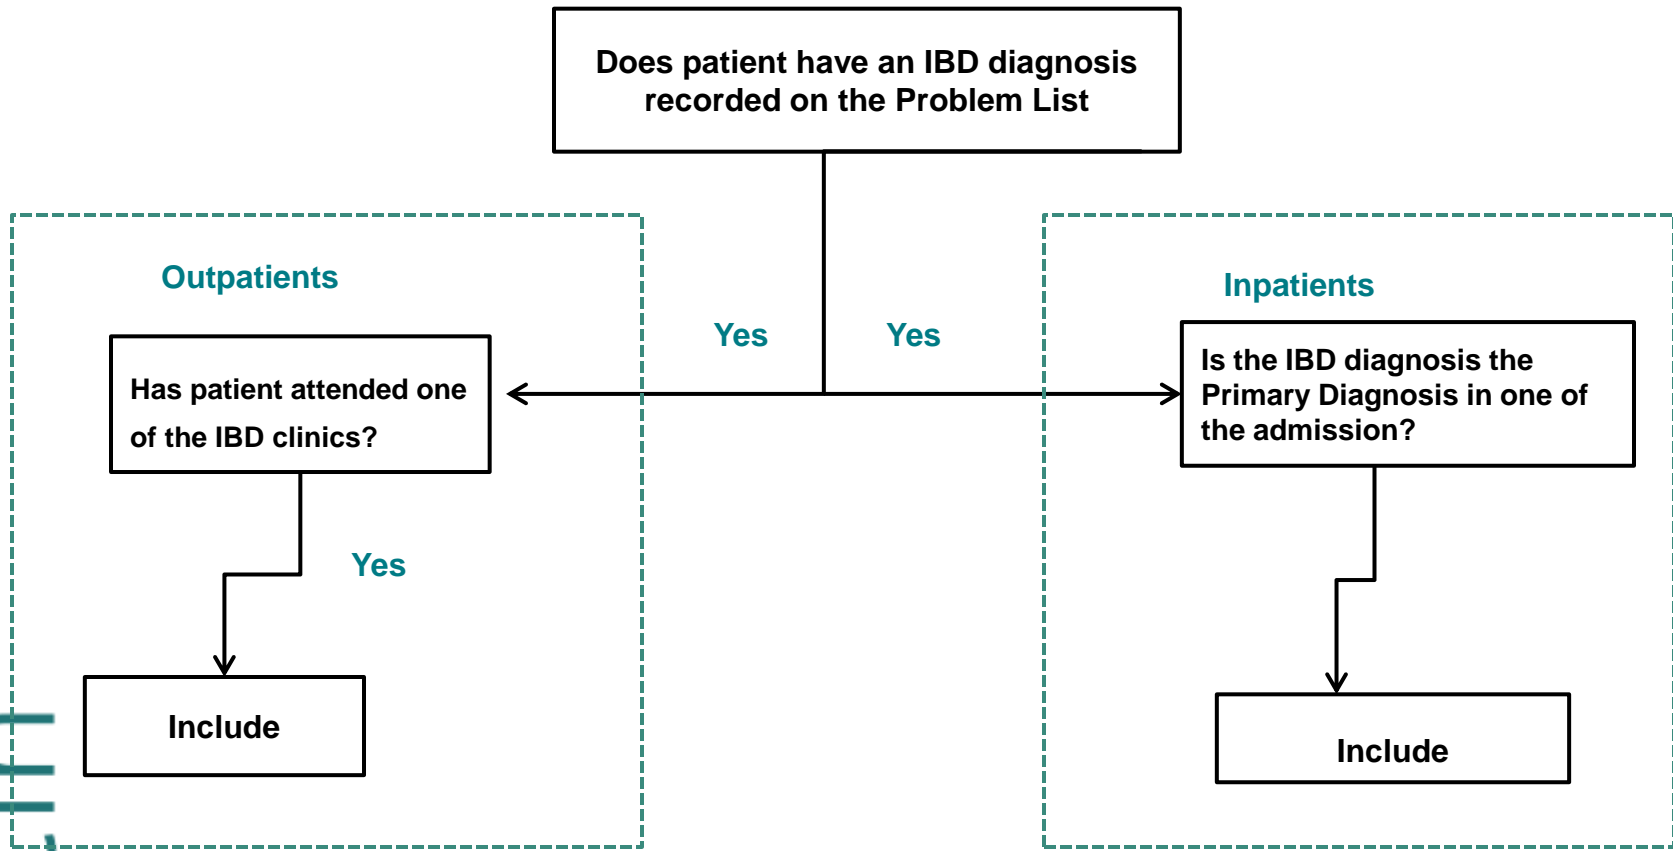 Does patient have an IBD diagnosis
recorded on the Problem List
Outpatients
Inpatients
Yes
Yes
Has patient attended one
of the IBD clinics?
Is the IBD diagnosis the
Primary Diagnosis in one of
the admission?
Yes
Include
Include